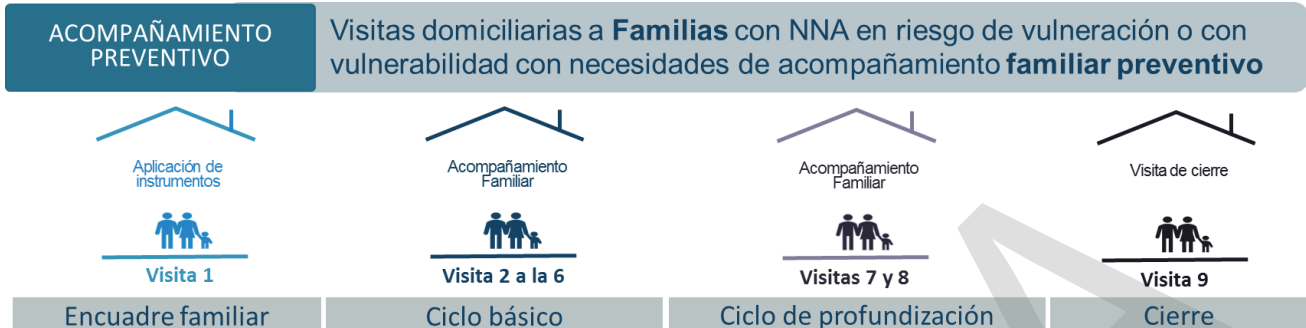 ACOMPAÑAMIENTO
PREVENTIVO
Visitas domiciliarias a Familias con NNA en riesgo de vulneración o con
vulnerabilidad con necesidades de acompañamiento familiar preventivo
Aplicación de
instrumentos
Visita 1
Encuadre familiar
Acompañamiento
Familiar
Visita 2 a la 6
Ciclo básico
Acompañamiento
Familiar
Visitas 7 y 8
Ciclo de profundización
Visita de cierre
Visita 9
Cierre